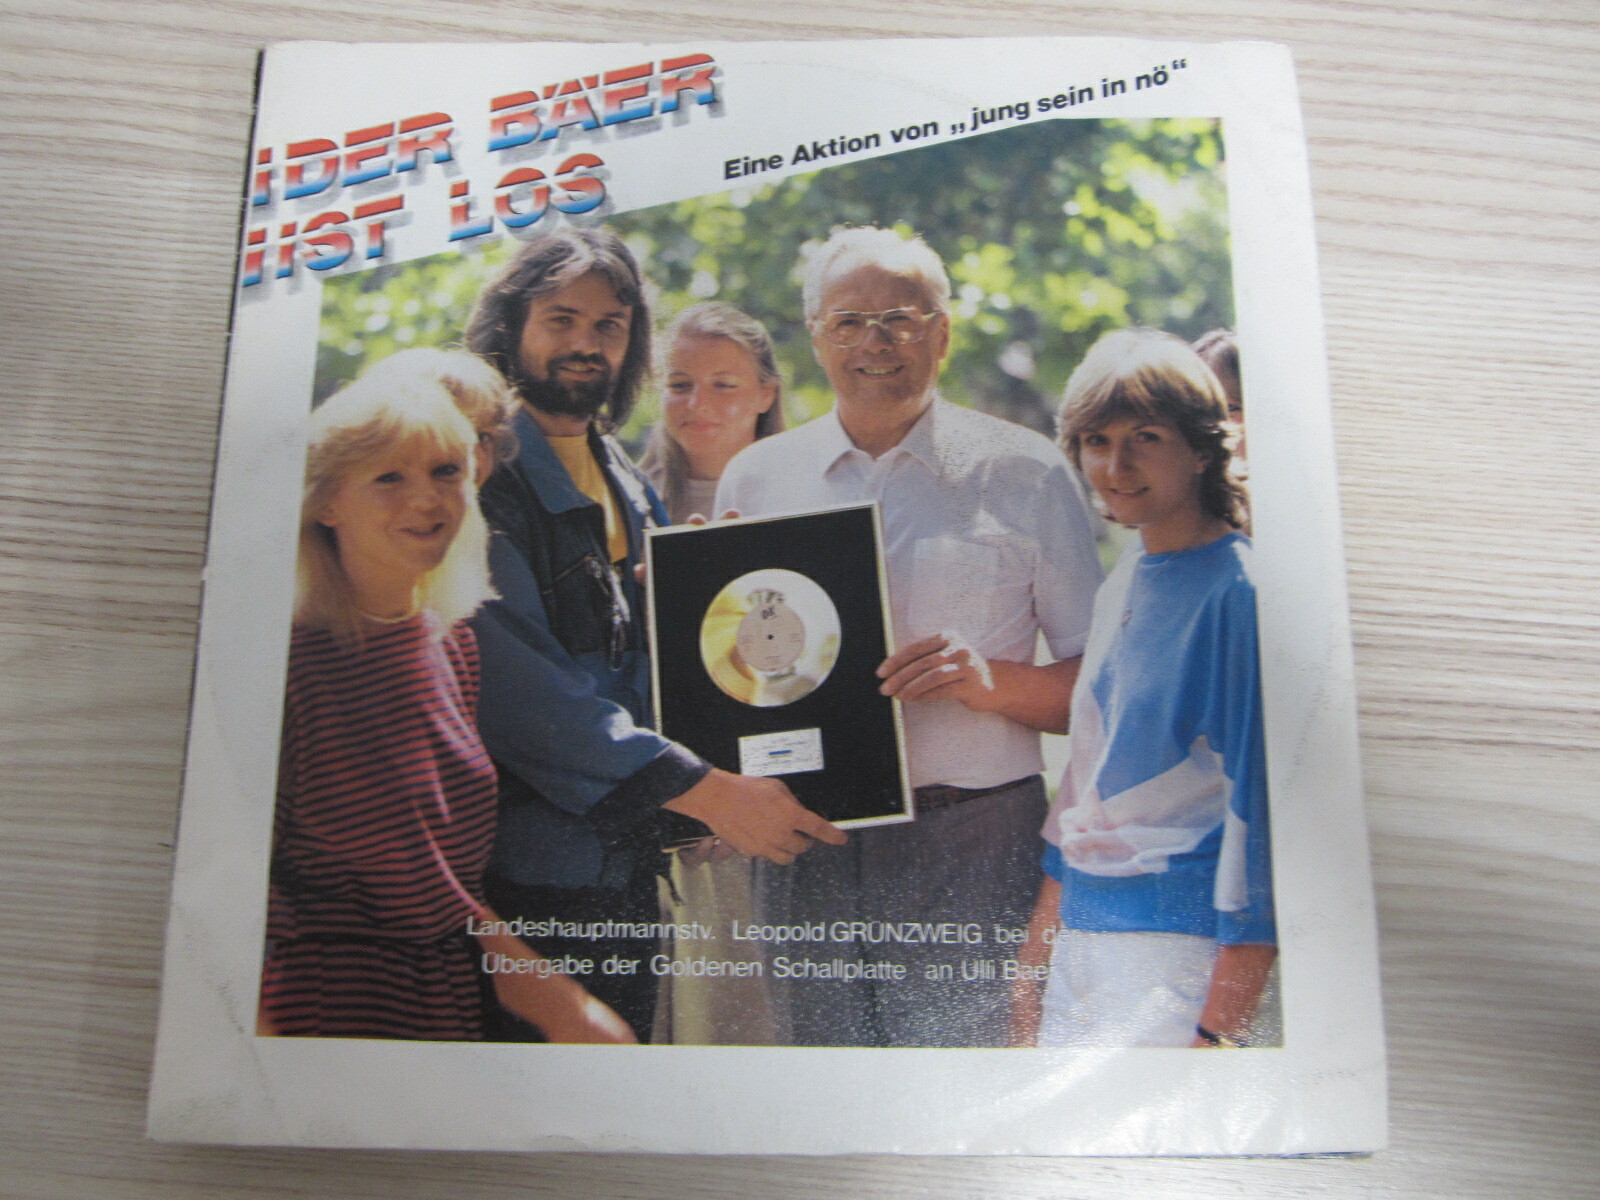 DER BÄER
IST LOS
Eine Aktion von „jung sein in nö“
Landeshauptmannstv. Leopold GRÜNZWEIG bei der
Übergabe der Goldenen Schallplatte an Ulli Baer